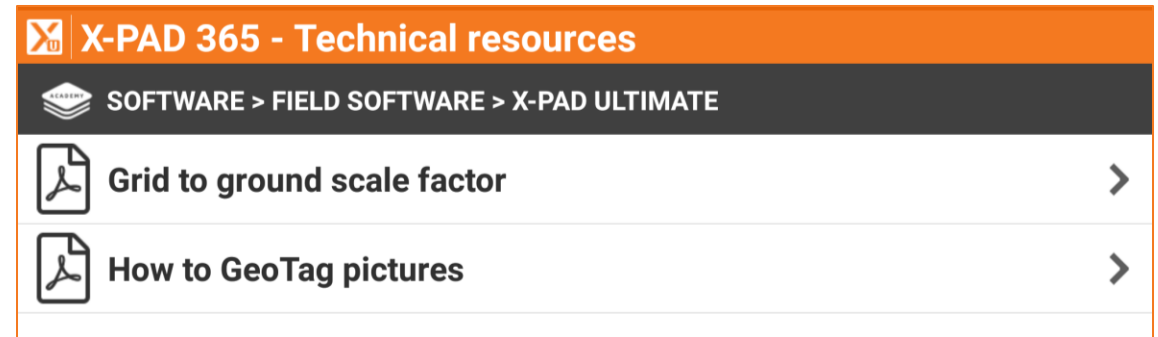 X-PAD 365 - Technical resources
SOFTWARE > FIELD SOFTWARE > X-PAD ULTIMATE
Grid to ground scale factor
How to GeoTag pictures